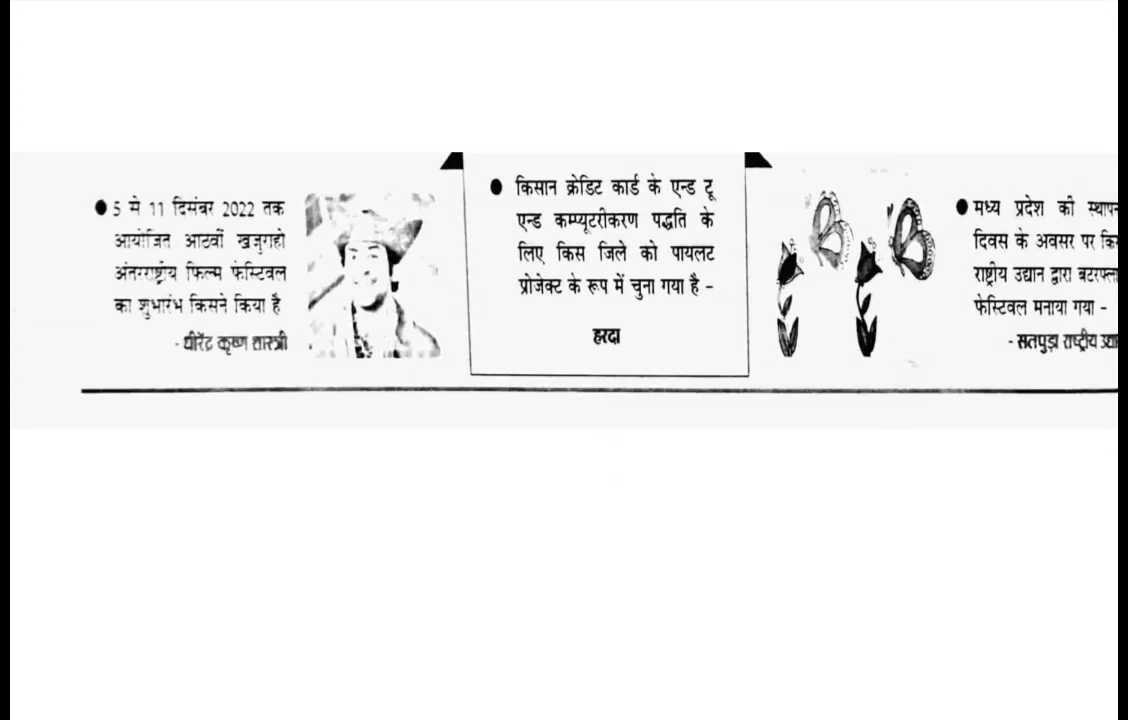 ● 5 से 11 दिसंबर 2022 तक
आयोजित आठवाँ खजुराहो
अंतरराष्ट्रीय फिल्म फेस्टिवल
का शुभारंभ किसने किया है
- धीरेंद्र कृष्ण शास्त्री
● किसान क्रेडिट कार्ड के एन्ड टू
एन्ड कम्प्यूटरीकरण पद्धति के
लिए किस जिले को पायलट
प्रोजेक्ट के रूप में चुना गया है -
हरदा
● मध्य प्रदेश की
दिवस के अवसर पर
राष्ट्रीय उद्यान द्वारा
फेस्टिवल मनाया गया -
- सतपुड़ा राष्ट्रीय